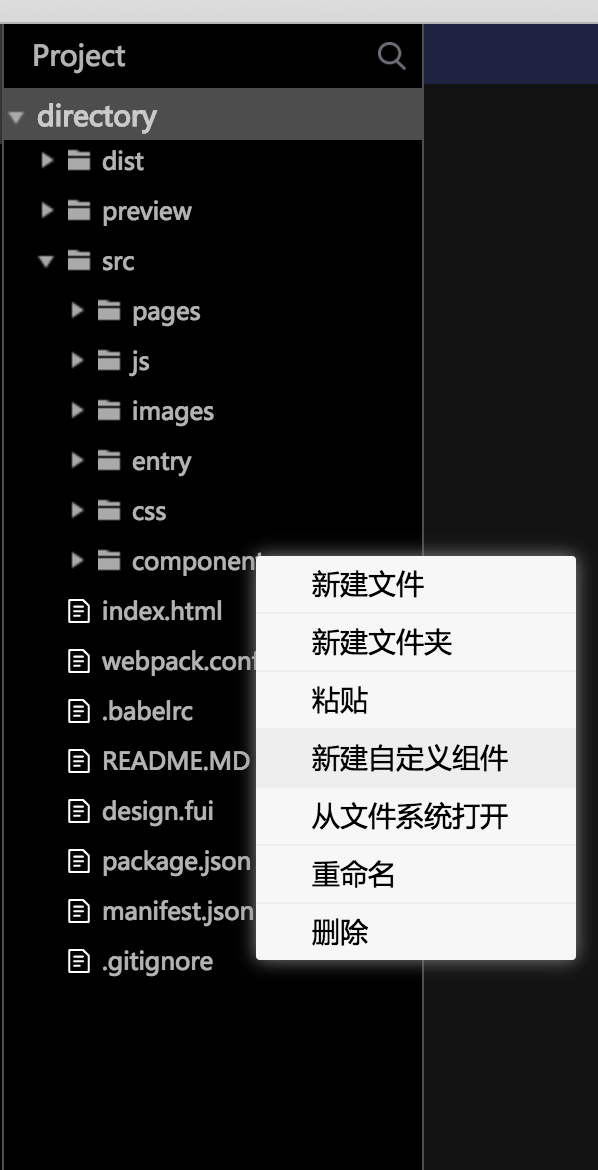 Project
directory
dist
preview
src
pages
js
images
entry
css
component
index.html
webpack.conf
.babelrc
README.MD
design.fui
package.json
manifest.json
.gitignore
新建文件
新建文件夹
粘贴
新建自定义组件
从文件系统打开
重命名
删除